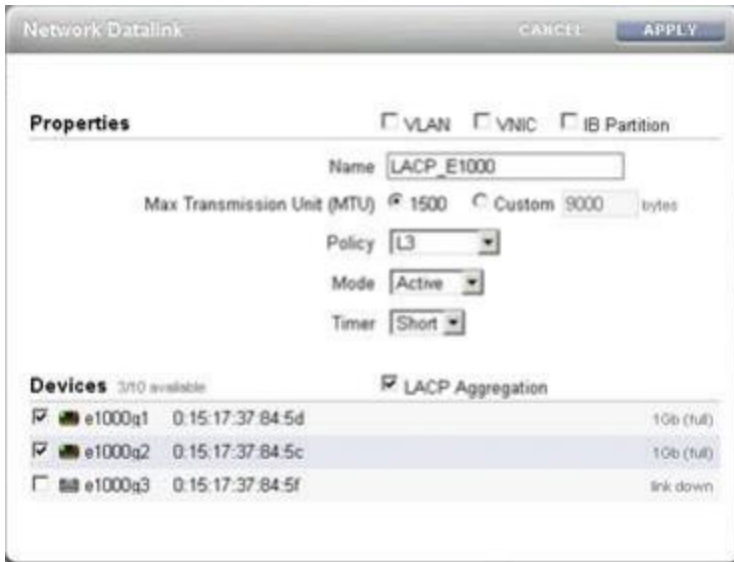 Network Datalink CANCEL APPLY
Properties VLAN VNIC IB Partition
Name LACP_E1000
Max Transmission Unit (MTU) 1500 Custom 9000 bytes
Policy L3
Mode Active
Timer Short
Devices 3/10 available LACP Aggregation
e1000g1 0:15:17:37:84:5d 1Gb (full)
e1000g2 0:15:17:37:84:5c 1Gb (full)
e1000g3 0:15:17:37:84:5f link down